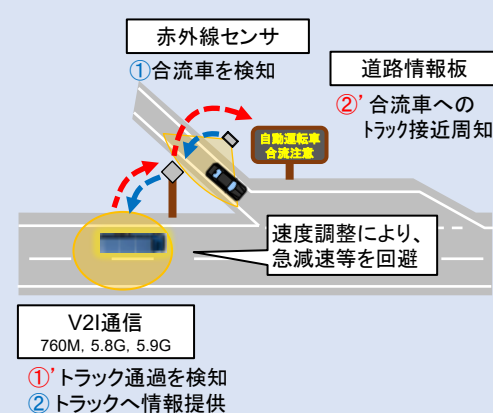 赤外線センサ
①合流車を検知
道路情報板
②’合流車への
トラック接近周知
自動運転車
合流注意
速度調整により、
急減速等を回避
V2I通信
760M, 5.8G, 5.9G
①’トラック通過を検知
②トラックへ情報提供